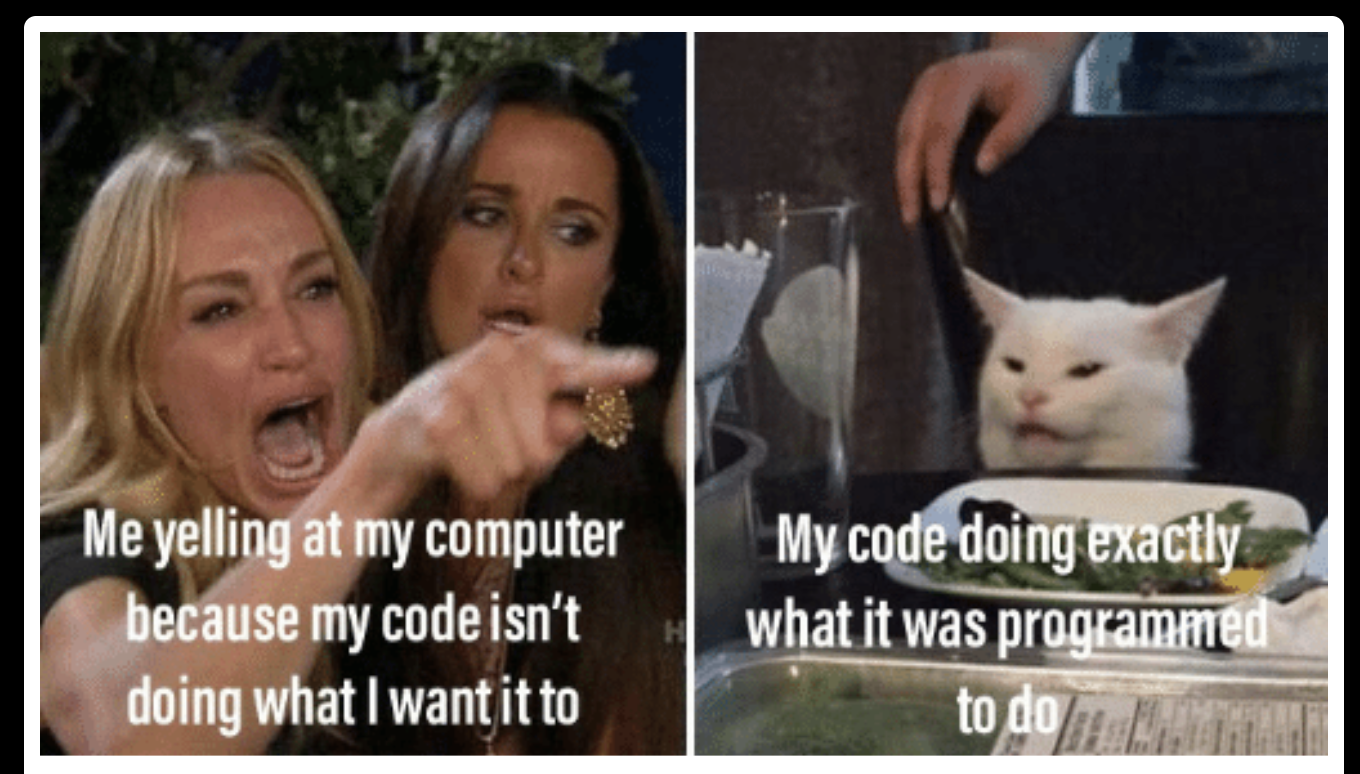 Me yelling at my computer
because my code isn't
doing what I want it to
My code doing exactly
what it was programmed
to do